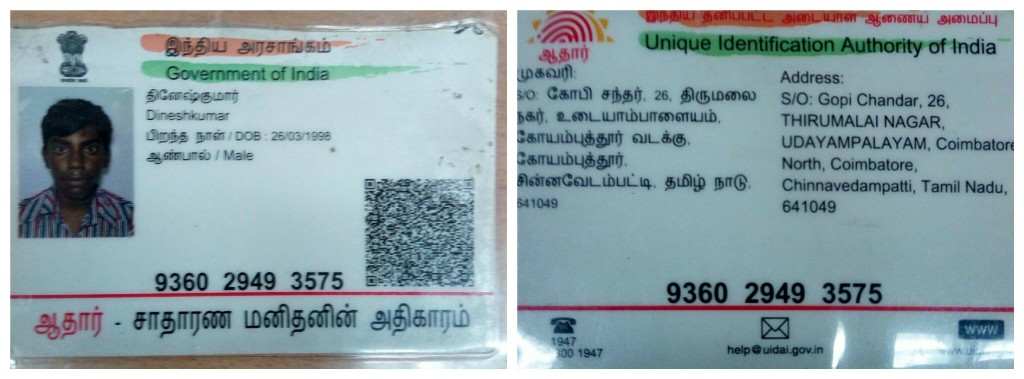 இந்திய அரசாங்கம்
Government of India
தினேஷ்குமார்
Dineshkumar
பிறந்த நாள் / DOB : 26/03/1998
ஆண்பால் / Male
9360 2949 3575
ஆதார் - சாதாரண மனிதனின் அதிகாரம்
இந்திய தனிப்பட்ட அடையாள ஆணைய அமைப்பு
Unique Identification Authority of India
ஆதார்
முகவரி:
S/O: கோபி சந்தர், 26, திருமலை
நகர், உடையாம்பாளையம்,
கோயம்புத்தூர் வடக்கு,
கோயம்புத்தூர்,
சின்னவேடம்பட்டி, தமிழ் நாடு,
641049
Address:
S/O: Gopi Chandar, 26,
THIRUMALAI NAGAR,
UDAYAMPALAYAM, Coimbatore
North, Coimbatore,
Chinnavedampatti, Tamil Nadu,
641049
9360 2949 3575
1947
1947
help@uidai.gov.in
www